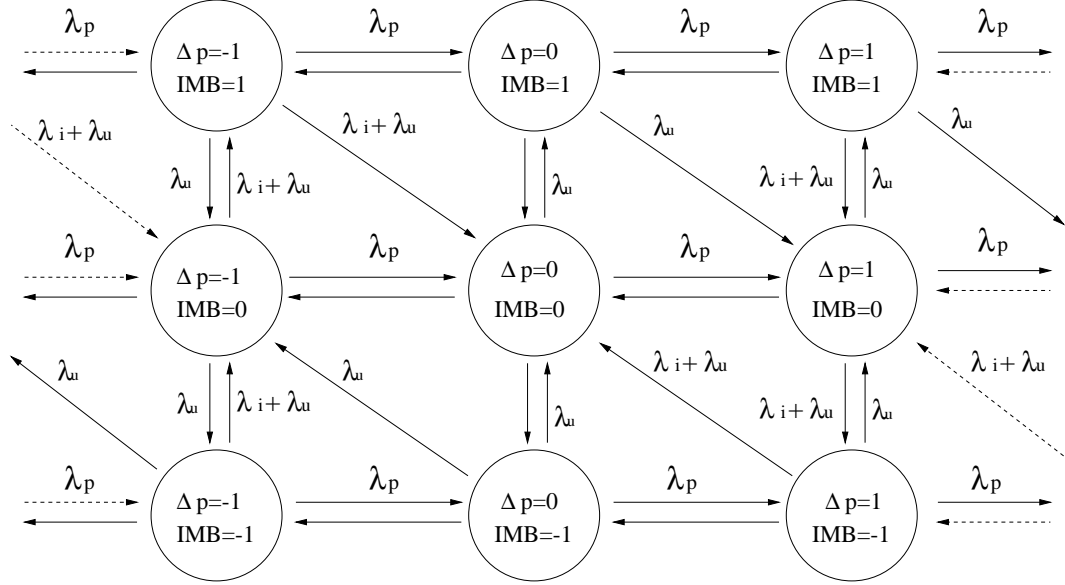 λp λp λp λp
Δ p=-1 Δ p=0 Δ p=1
IMB=1 IMB=1 IMB=1
λ i + λu λ i + λu λu λu
λu λ i + λu λu λ i + λu λu
λp λp λp λp
Δ p=-1 Δ p=0 Δ p=1
IMB=0 IMB=0 IMB=0
λu λu λ i + λu λ i + λu
λu λ i + λu λu λ i + λu λu
λp λp λp λp
Δ p=-1 Δ p=0 Δ p=1
IMB=-1 IMB=-1 IMB=-1